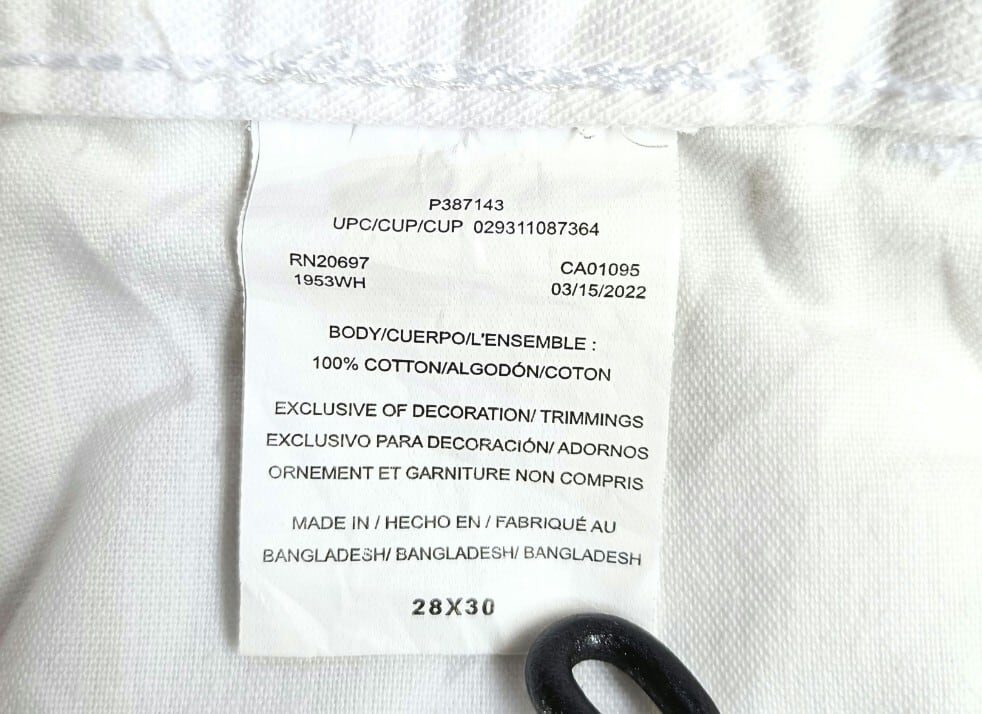 P387143
UPC/CUP/CUP 029311087364
RN20697 CA01095
1953WH 03/15/2022
BODY/CUERPO/L'ENSEMBLE :
100% COTTON/ALGODÓN/COTON
EXCLUSIVE OF DECORATION/ TRIMMINGS
EXCLUSIVO PARA DECORACIÓN/ ADORNOS
ORNEMENT ET GARNITURE NON COMPRIS
MADE IN / HECHO EN / FABRIQUÉ AU
BANGLADESH/ BANGLADESH/ BANGLADESH
28X30